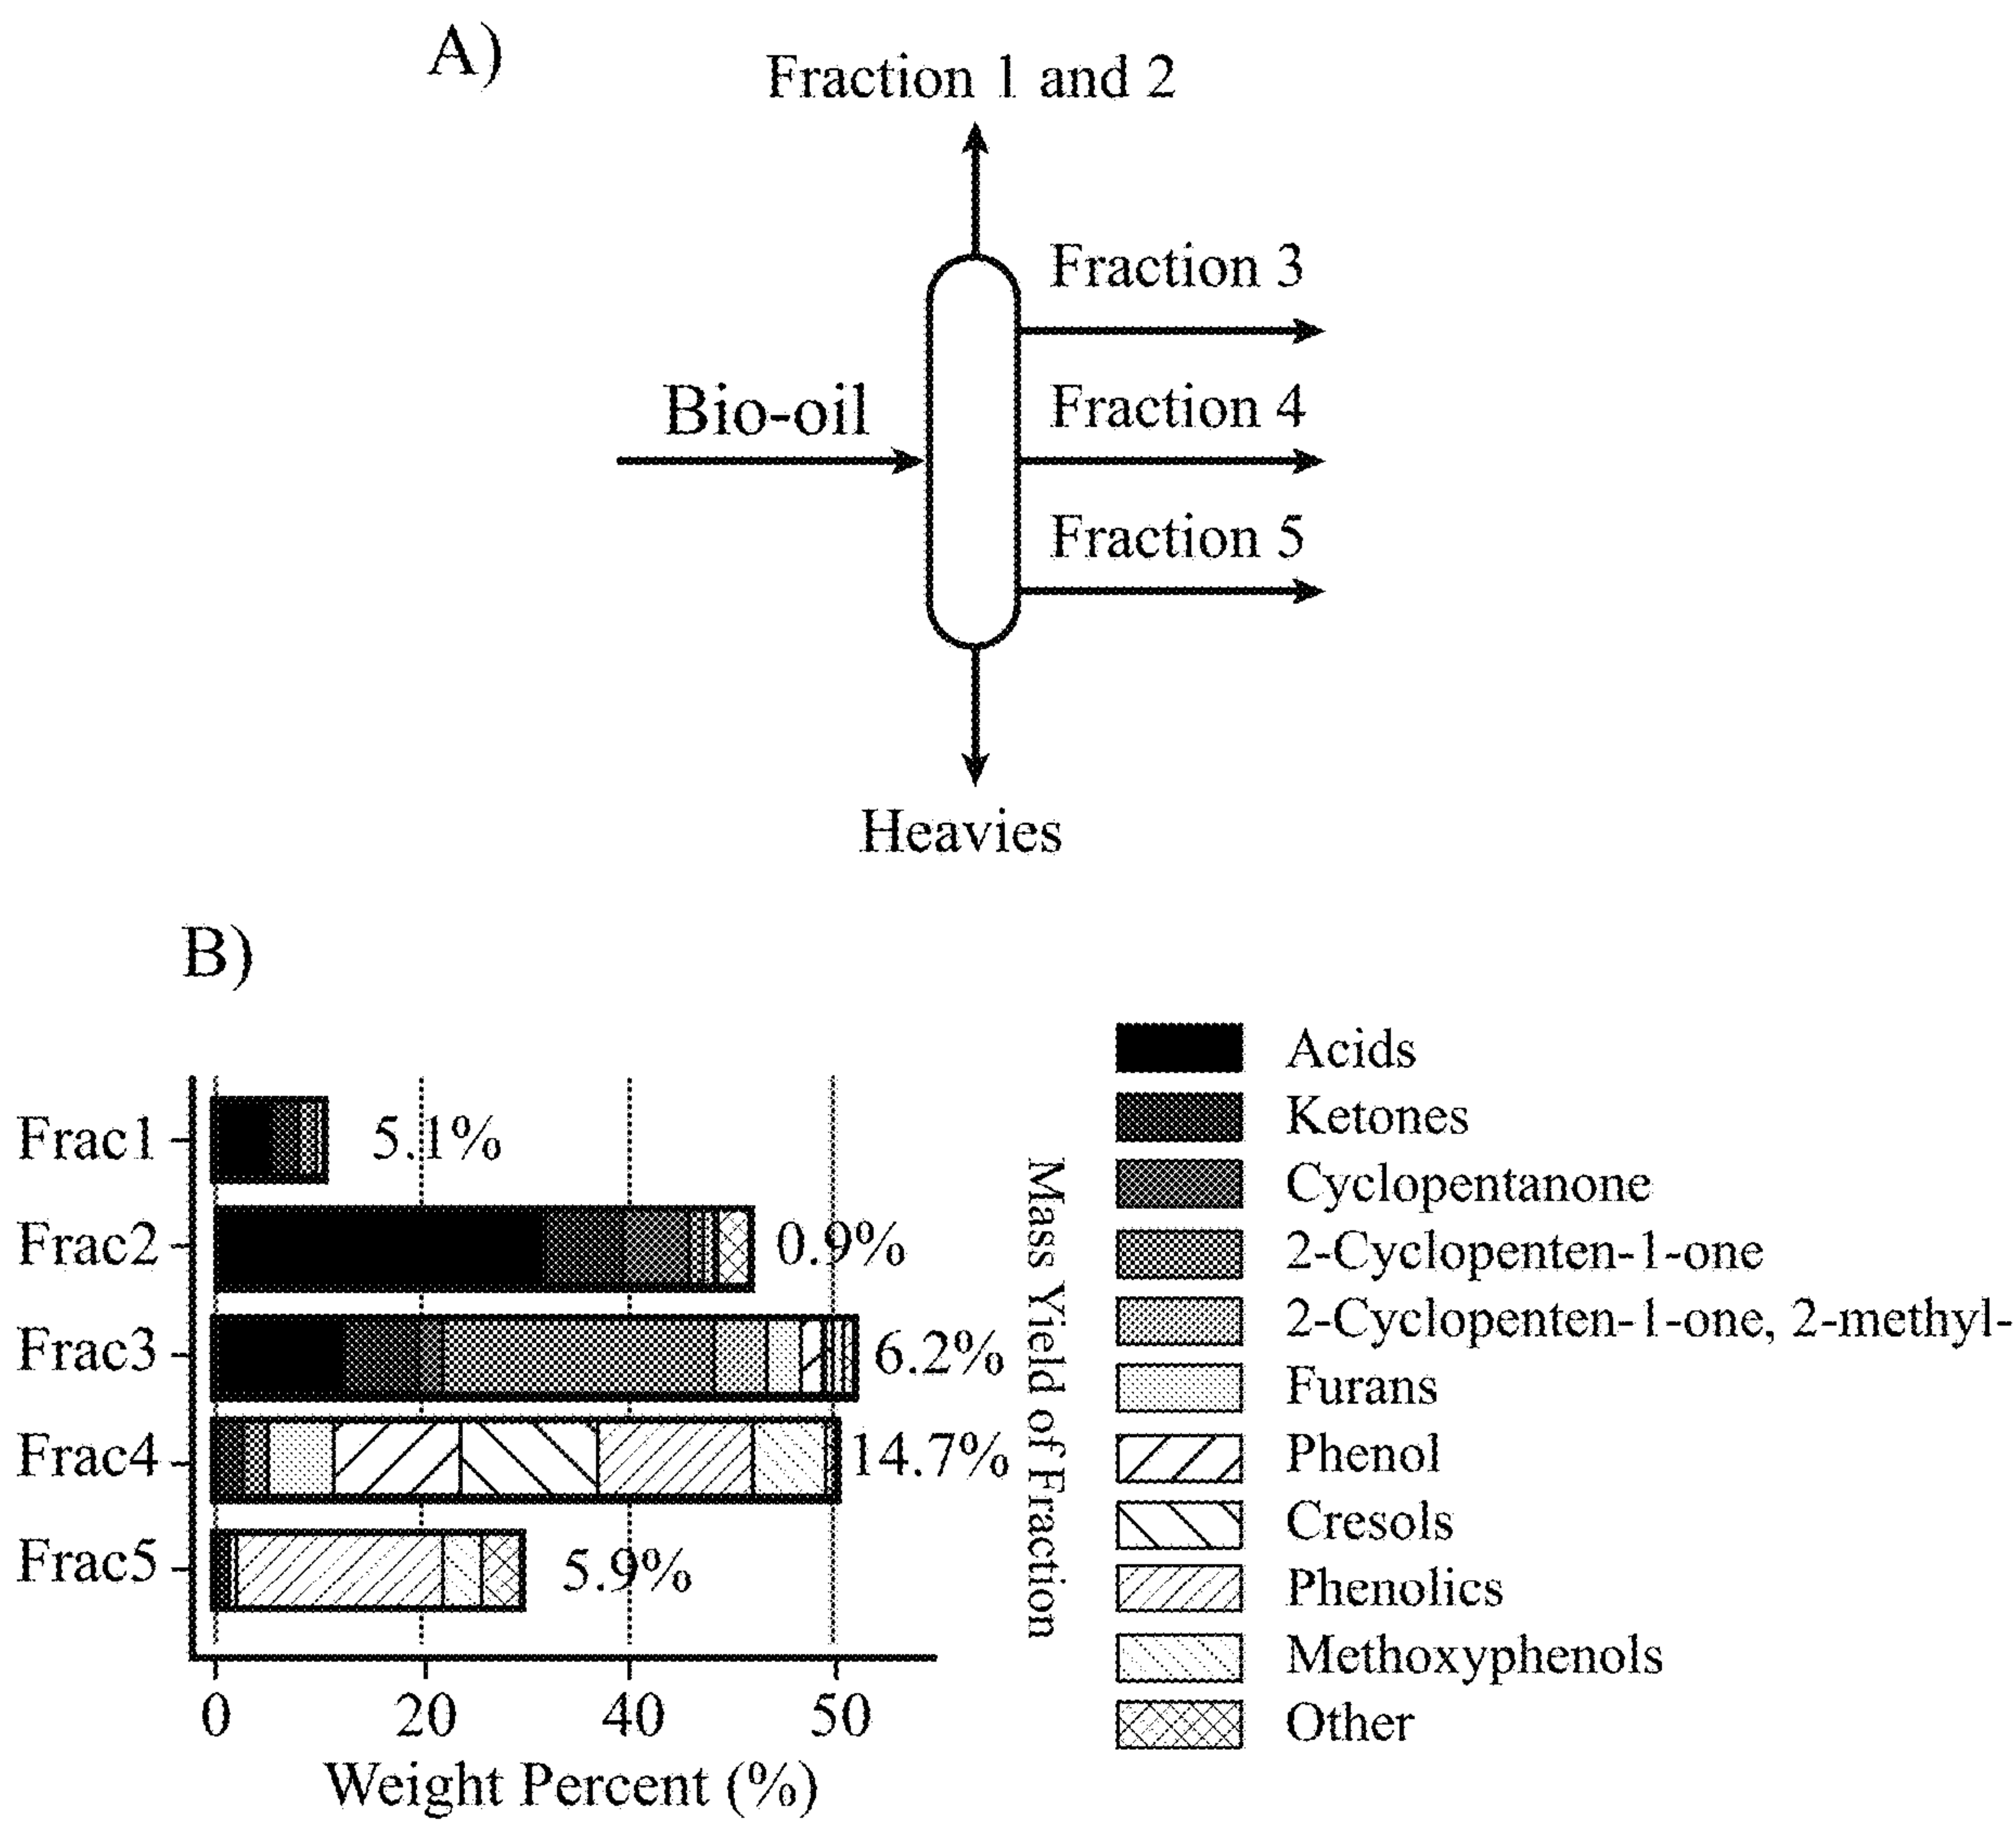 A)
Fraction 1 and 2
Fraction 3
Bio-oil
Fraction 4
Fraction 5
Heavies
B)
Frac1
5.1%
Frac2
0.9%
Frac3
6.2%
Frac4
14.7%
Frac5
5.9%
0 20 40 50
Weight Percent (%)
Mass Yield of Fraction
Acids
Ketones
Cyclopentanone
2-Cyclopenten-1-one
2-Cyclopenten-1-one, 2-methyl-
Furans
Phenol
Cresols
Phenolics
Methoxyphenols
Other